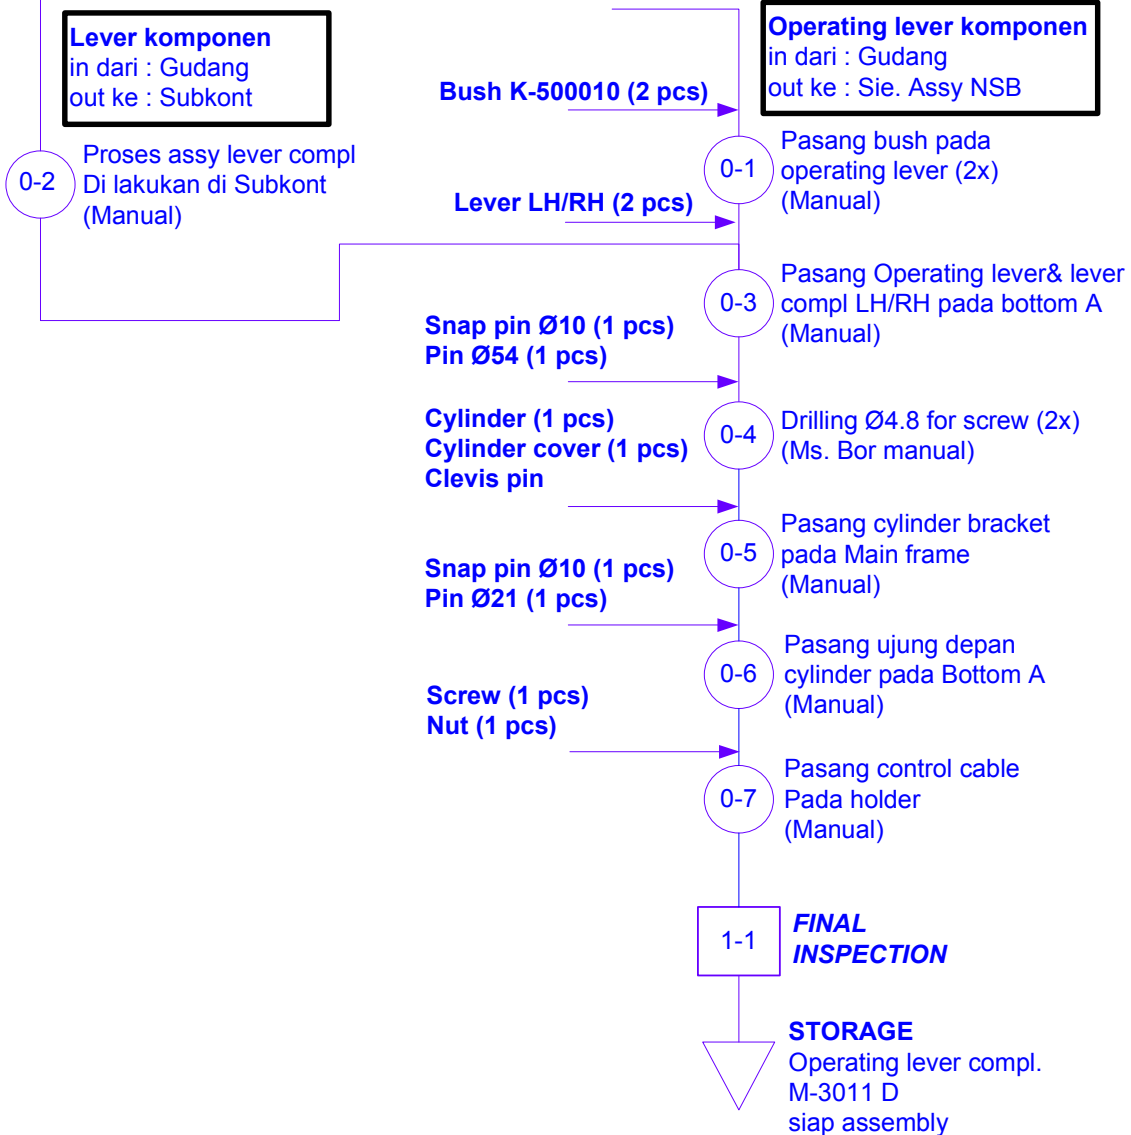 Lever komponen
in dari : Gudang
out ke : Subkont
Operating lever komponen
in dari : Gudang
out ke : Sie. Assy NSB
Bush K-500010 (2 pcs)
0-2
Proses assy lever compl
Di lakukan di Subkont
(Manual)
0-1
Pasang bush pada
operating lever (2x)
(Manual)
Lever LH/RH (2 pcs)
0-3
Pasang Operating lever& lever
compl LH/RH pada bottom A
(Manual)
Snap pin Ø10 (1 pcs)
Pin Ø54 (1 pcs)
0-4
Drilling Ø4.8 for screw (2x)
(Ms. Bor manual)
Cylinder (1 pcs)
Cylinder cover (1 pcs)
Clevis pin
0-5
Pasang cylinder bracket
pada Main frame
(Manual)
Snap pin Ø10 (1 pcs)
Pin Ø21 (1 pcs)
0-6
Pasang ujung depan
cylinder pada Bottom A
(Manual)
Screw (1 pcs)
Nut (1 pcs)
0-7
Pasang control cable
Pada holder
(Manual)
1-1
FINAL
INSPECTION
STORAGE
Operating lever compl.
M-3011 D
siap assembly